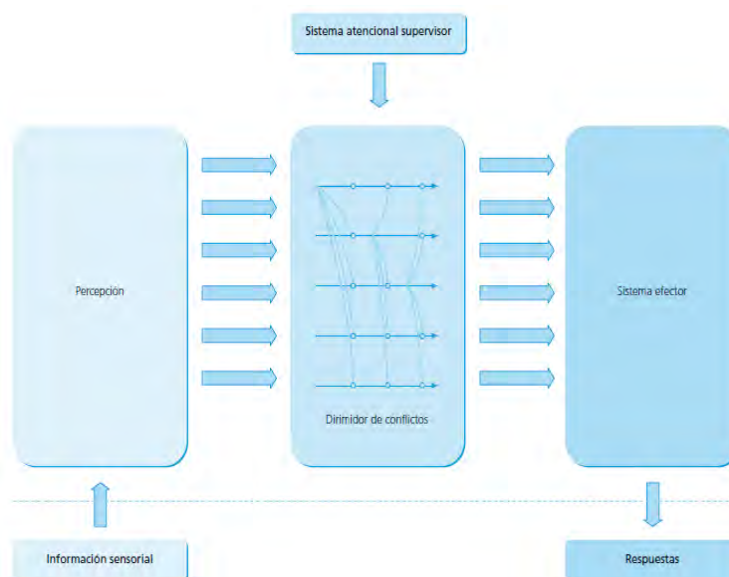 Sistema atencional supervisor
Percepción
Dirimidor de conflictos
Sistema efector
Información sensorial
Respuestas